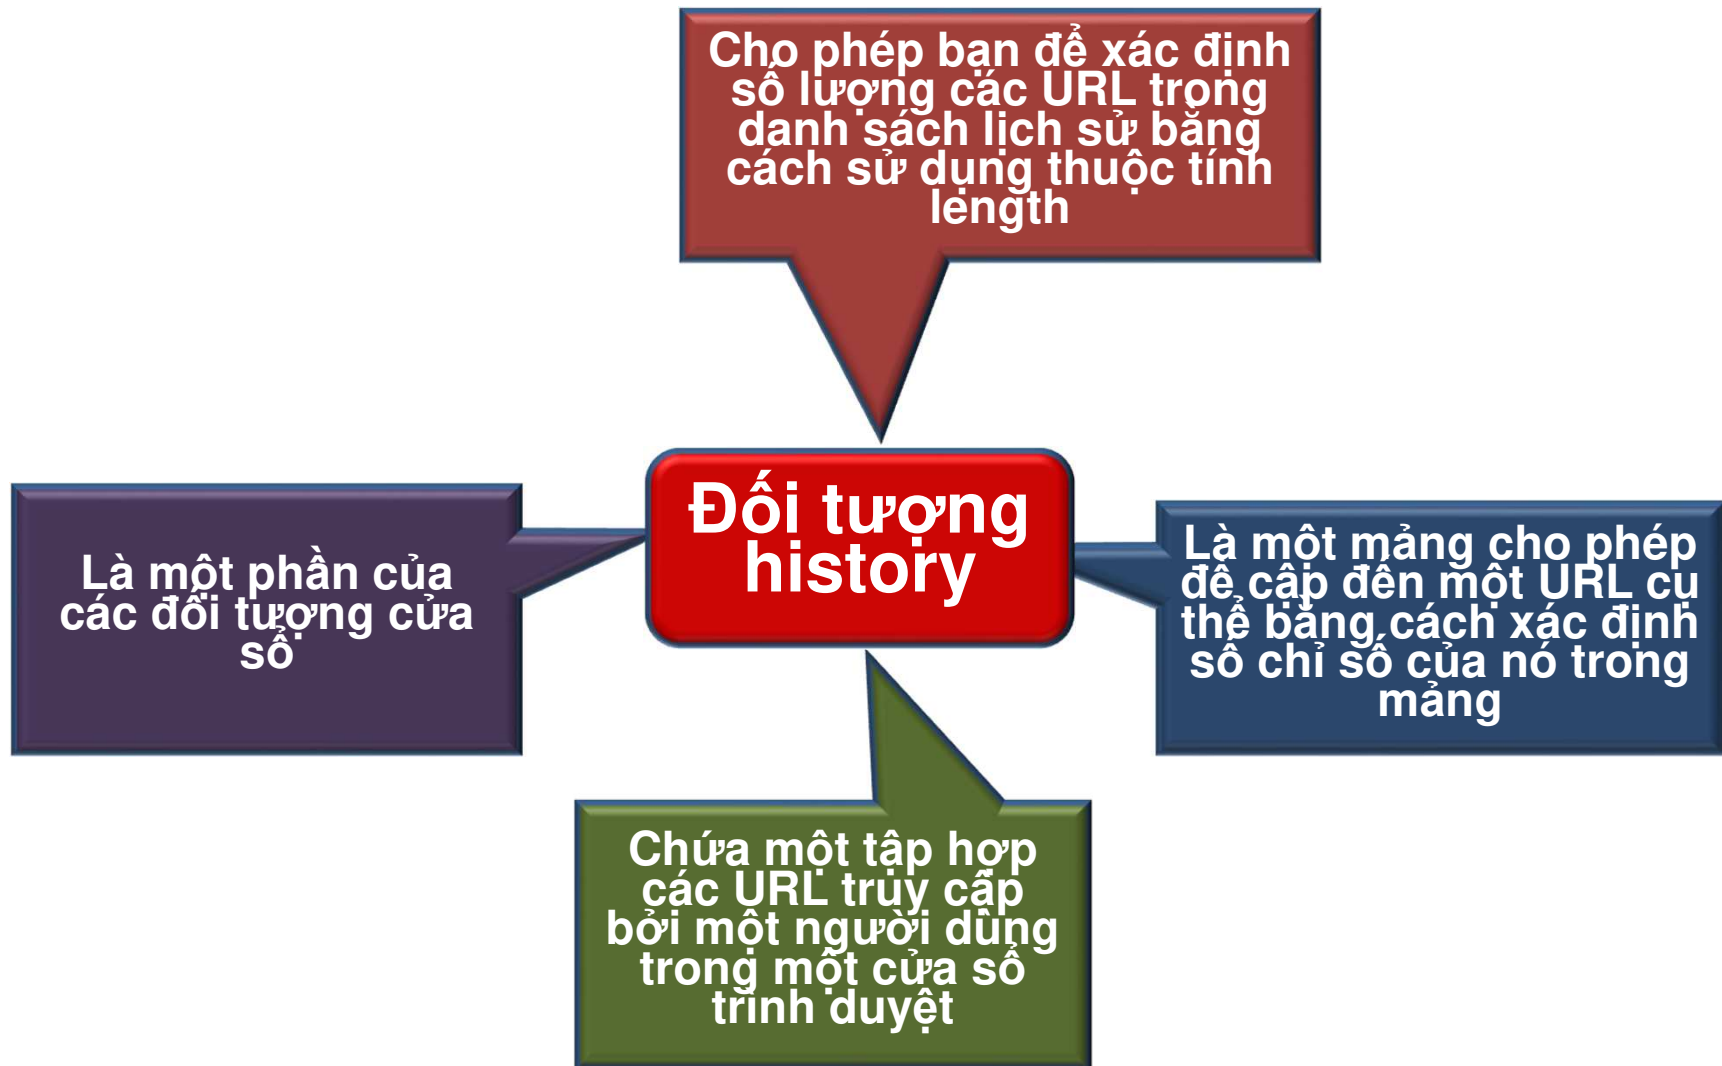 Cho phép bạn để xác định
số lượng các URL trong
danh sách lịch sử bằng
cách sử dụng thuộc tính
length
Đối tượng
history
Là một phần của
các đối tượng cửa
sổ
Là một mảng cho phép
đề cập đến một URL cụ
thể bằng cách xác định
số chỉ số của nó trong
mảng
Chứa một tập hợp
các URL truy cập
bởi một người dùng
trong một cửa sổ
trình duyệt